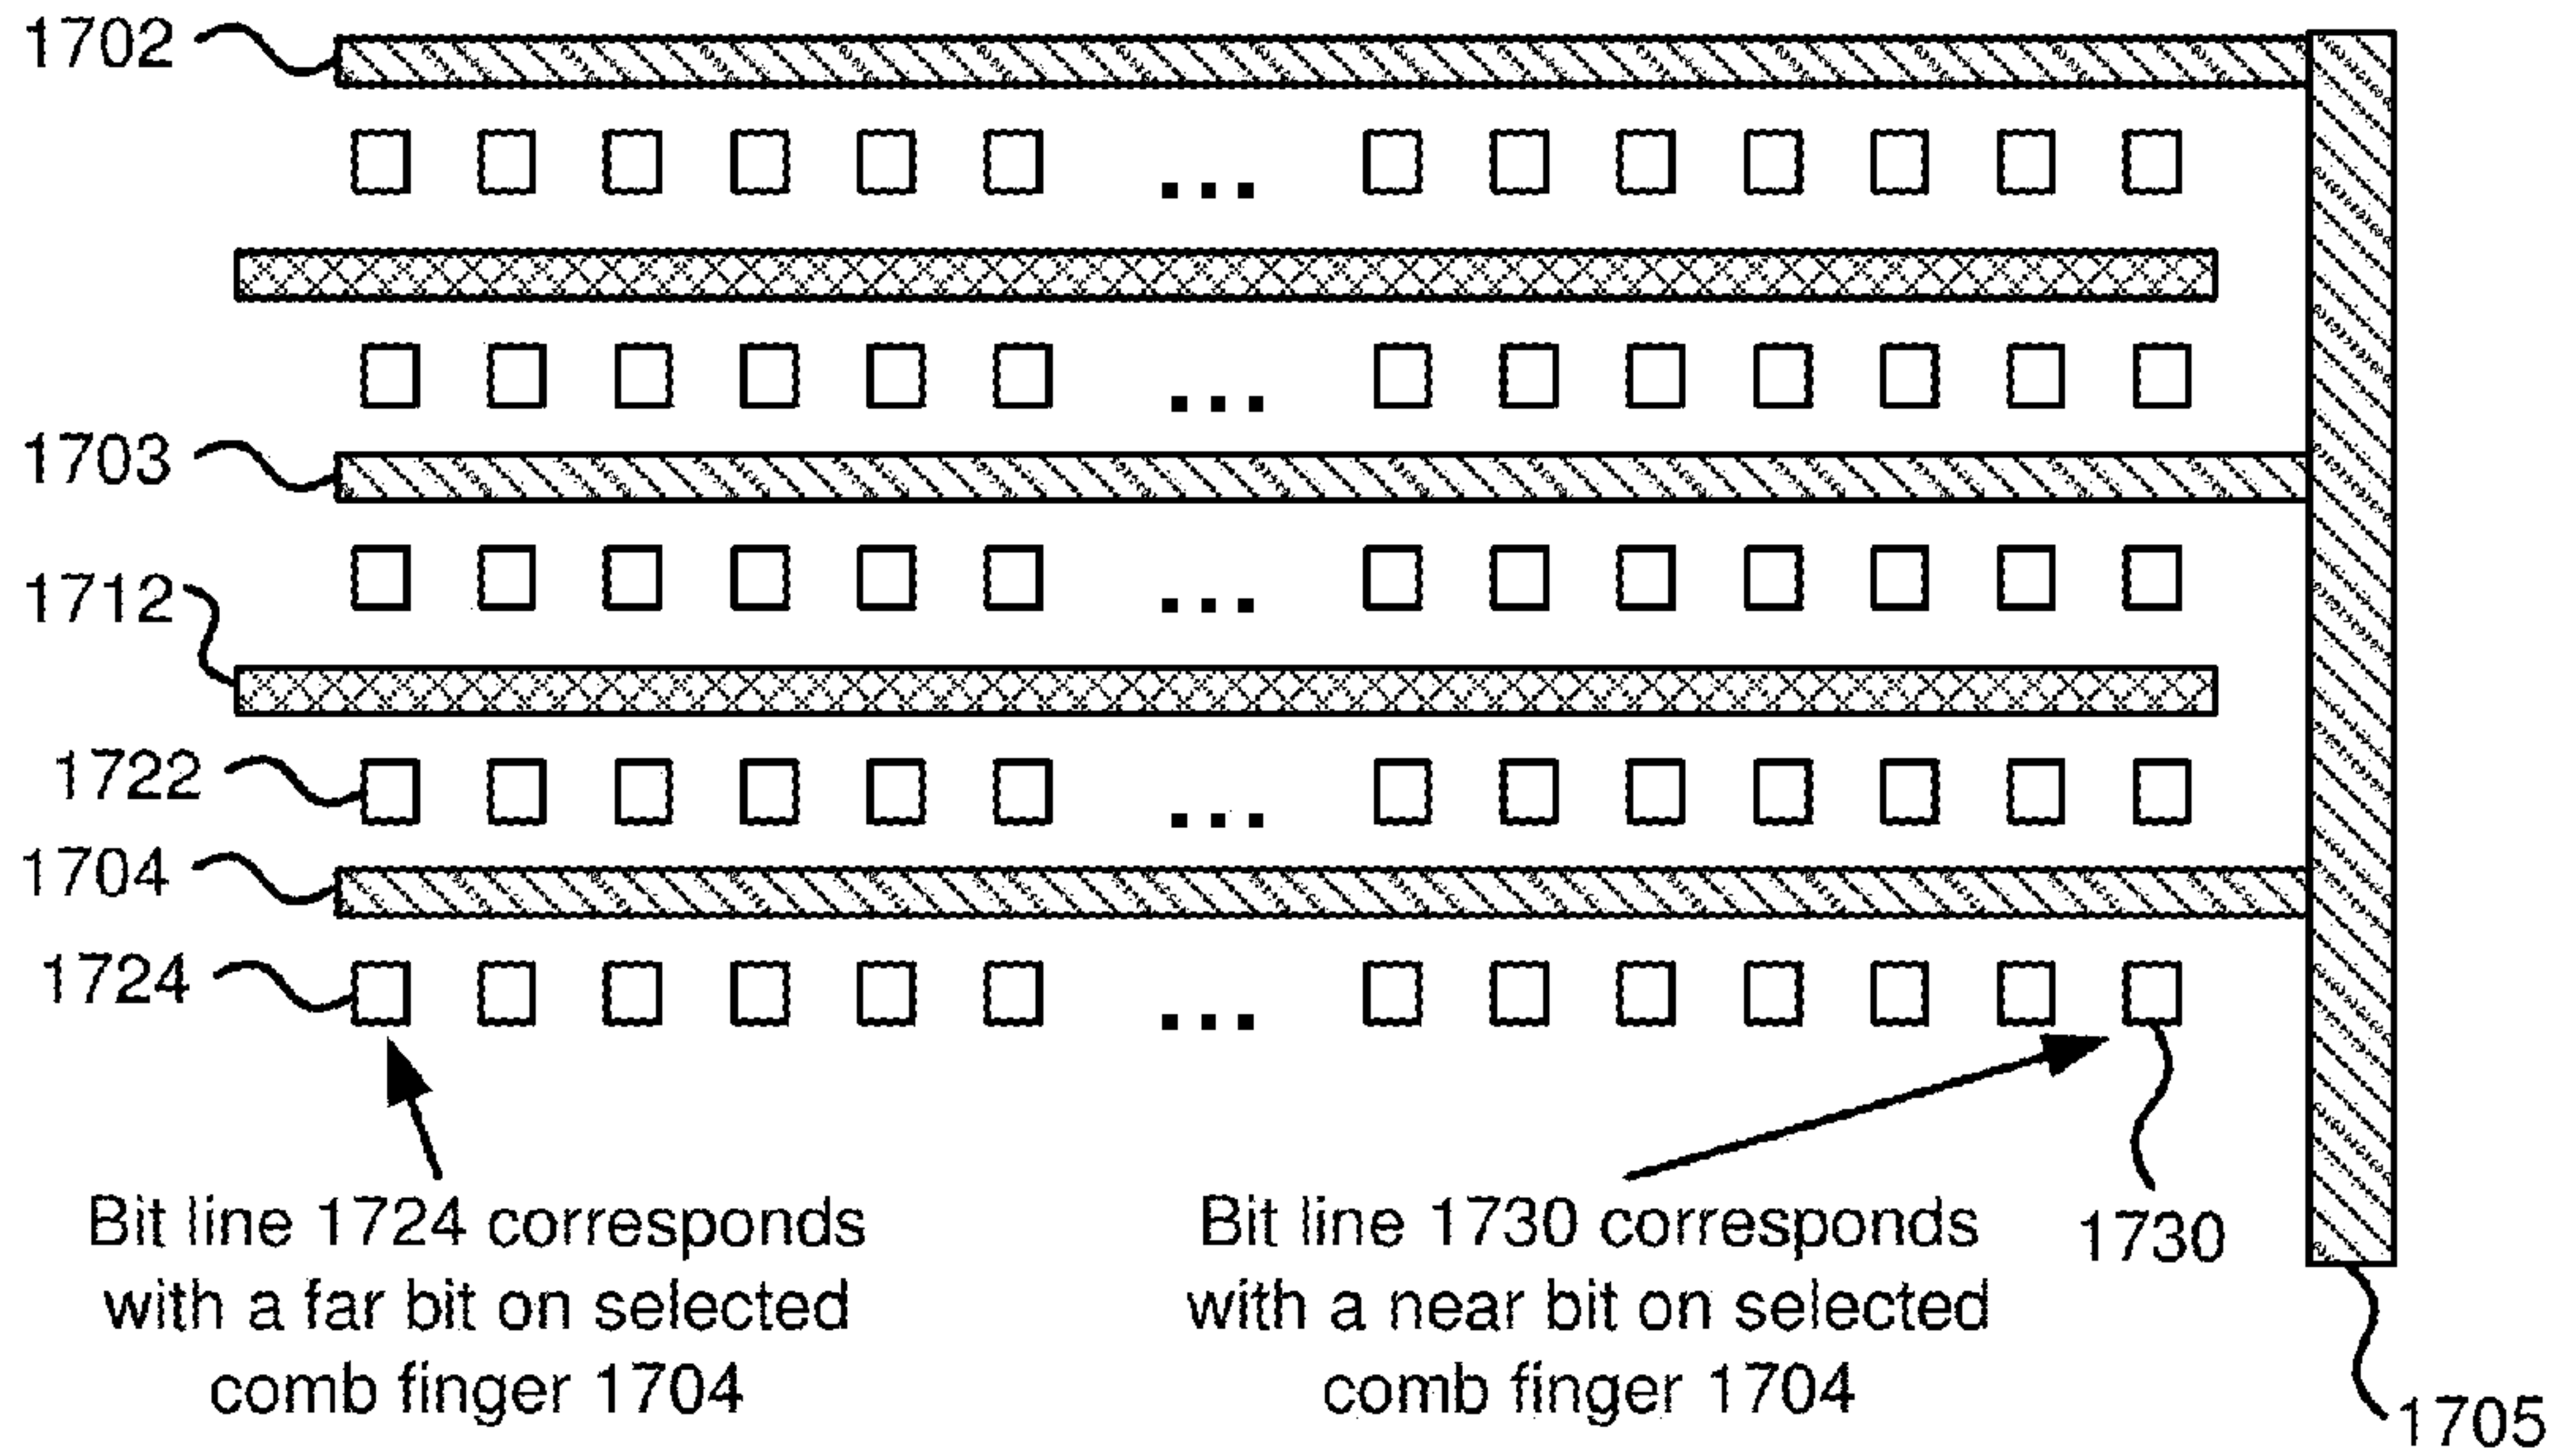 1702
1703
1712
1722
1704
1724
Bit line 1724 corresponds
with a far bit on selected
comb finger 1704
Bit line 1730 corresponds
with a near bit on selected
comb finger 1704
1730
1705